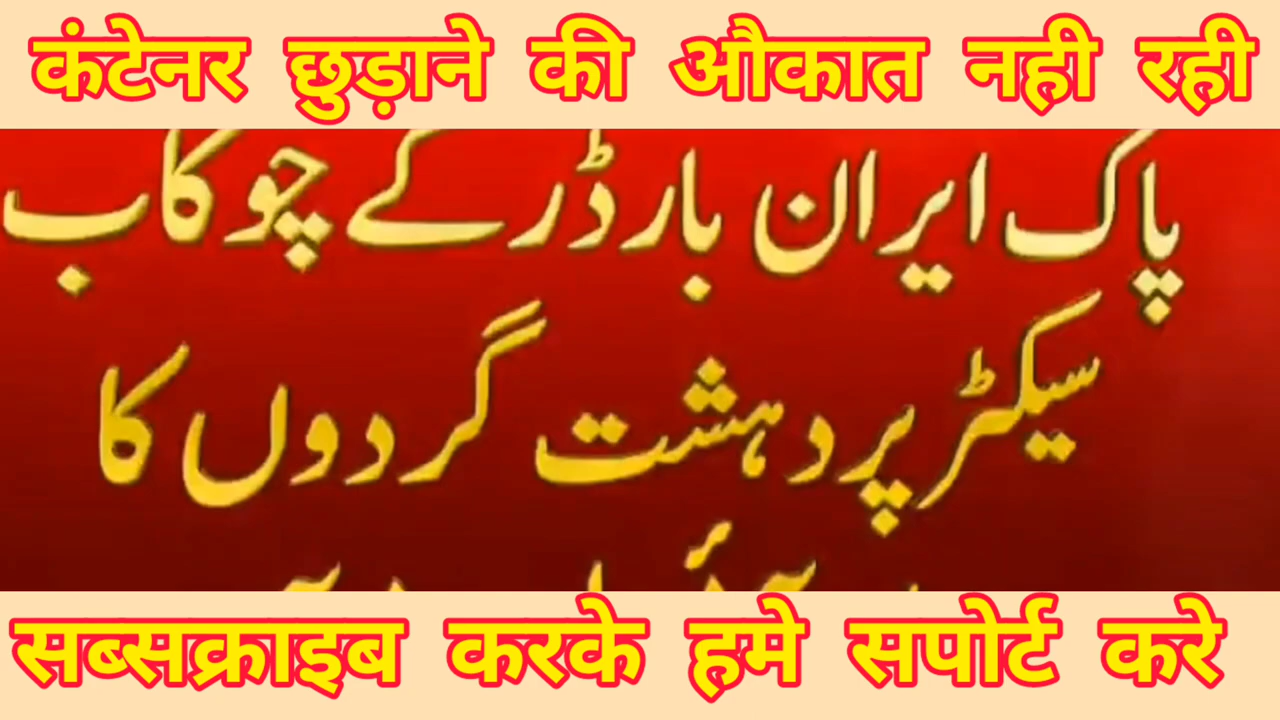 कंटेनर छुड़ाने की औकात नही रही
پاک ایران بارڈر کے چوکاب
سیکٹر پر دہشت گردوں کا
सब्सक्राइब करके हमे सपोर्ट करे